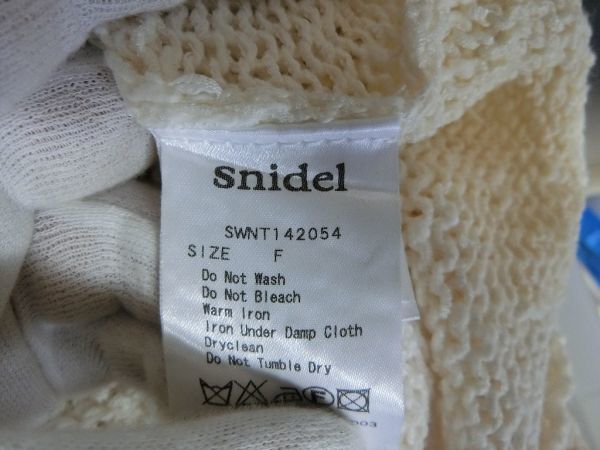 snidel
SWNT142054
SIZE F
Do Not Wash
Do Not Bleach
Warm Iron
Iron Under Damp Cloth
Dryclean
Do Not Tumble Dry
F